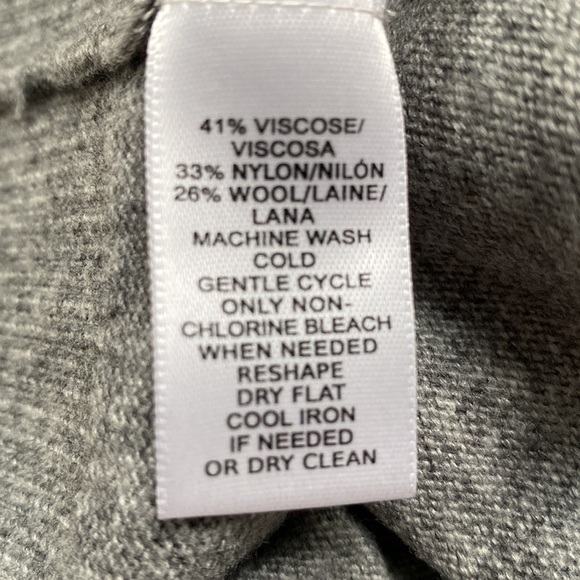 41% VISCOSE/
VISCOSA
33% NYLON/NILÓN
26% WOOL/LAINE/
LANA
MACHINE WASH
COLD
GENTLE CYCLE
ONLY NON-
CHLORINE BLEACH
WHEN NEEDED
RESHAPE
DRY FLAT
COOL IRON
IF NEEDED
OR DRY CLEAN